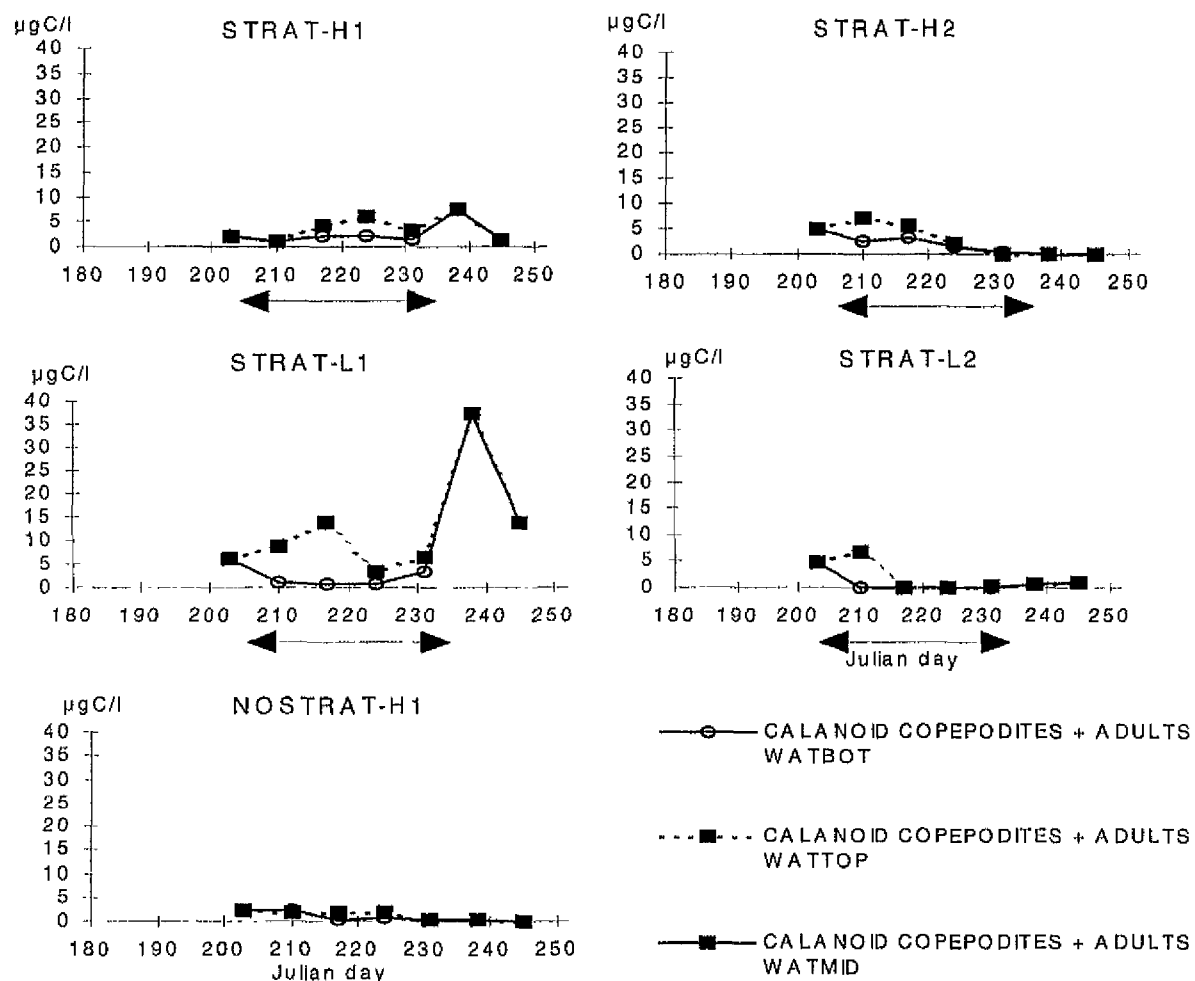 µgC/l STRAT-H1
40
35
30
25
20
15
10
5
0
180 190 200 210 220 230 240 250
µgC/l STRAT-H2
40
35
30
25
20
15
10
5
0
180 190 200 210 220 230 240 250
µgC/l STRAT-L1
40
35
30
25
20
15
10
5
0
180 190 200 210 220 230 240 250
µgC/l STRAT-L2
40
35
30
25
20
15
10
5
0
180 190 200 210 220 230 240 250
Julian day
µgC/l NOSTRAT-H1
40
35
30
25
20
15
10
5
0
180 190 200 210 220 230 240 250
Julian day
CALANOID COPEPODITES + ADULTS
WATBOT
CALANOID COPEPODITES + ADULTS
WATTOP
CALANOID COPEPODITES + ADULTS
WATMID